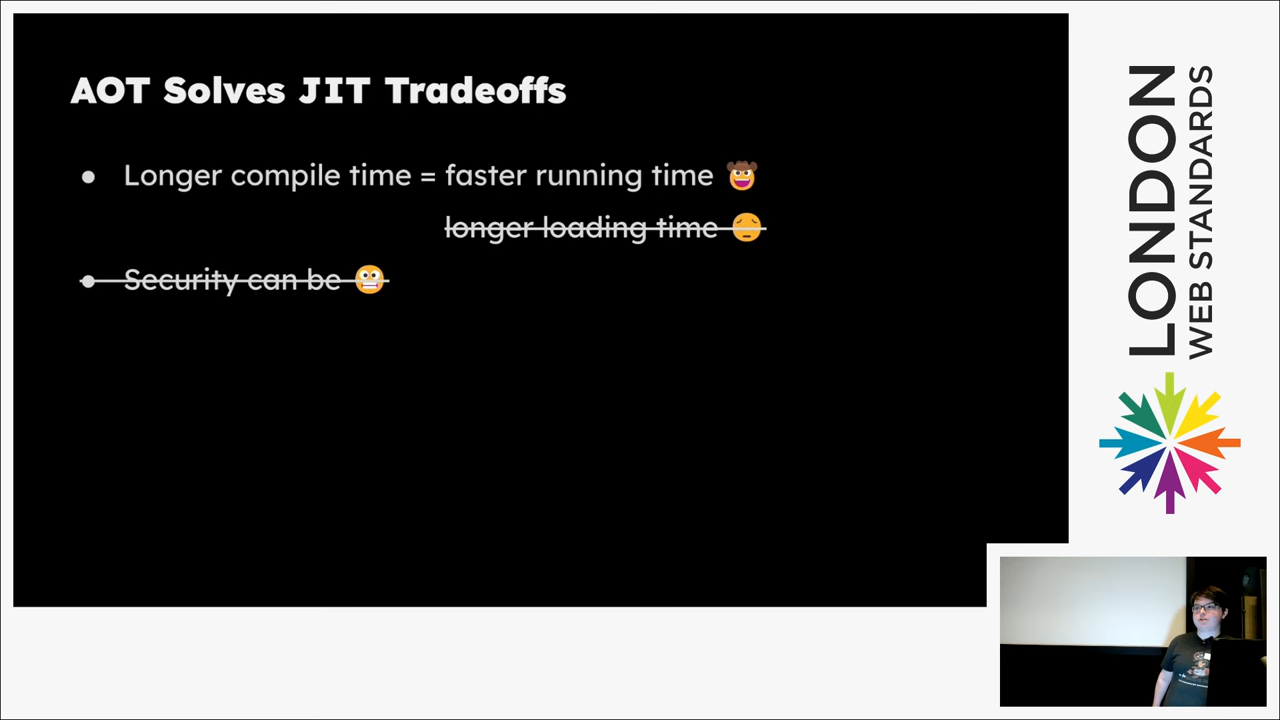 AOT Solves JIT Tradeoffs
● Longer compile time = faster running time 🤠
longer loading time 😔
● Security can be 😬
LONDON
WEB STANDARDS